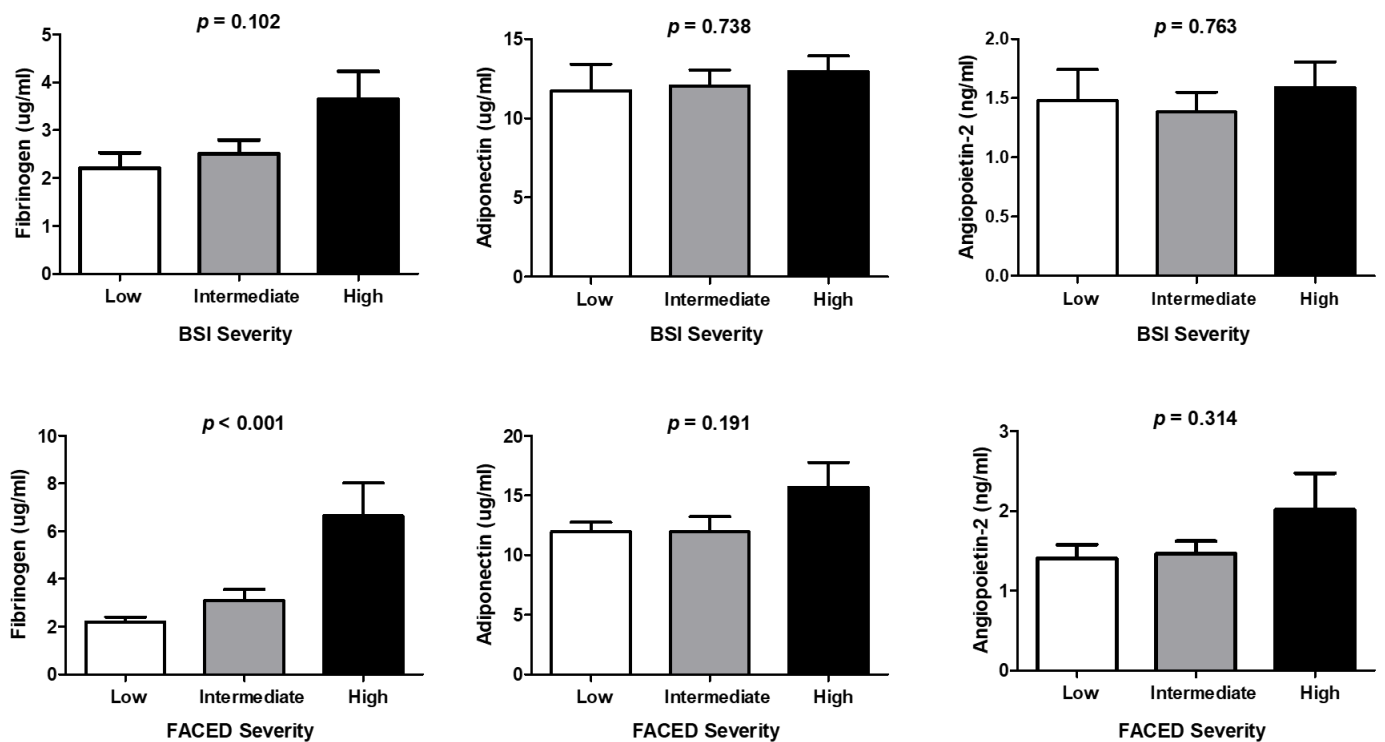 p = 0.102
Fibrinogen (ug/ml)
5
4
3
2
1
0
Low Intermediate High
BSI Severity
p = 0.738
Adiponectin (ug/ml)
15
10
5
0
Low Intermediate High
BSI Severity
p = 0.763
Angiopoietin-2 (ng/ml)
2.0
1.5
1.0
0.5
0.0
Low Intermediate High
BSI Severity
p < 0.001
Fibrinogen (ug/ml)
10
8
6
4
2
0
Low Intermediate High
FACED Severity
p = 0.191
Adiponectin (ug/ml)
20
15
10
5
0
Low Intermediate High
FACED Severity
p = 0.314
Angiopoietin-2 (ng/ml)
3
2
1
0
Low Intermediate High
FACED Severity